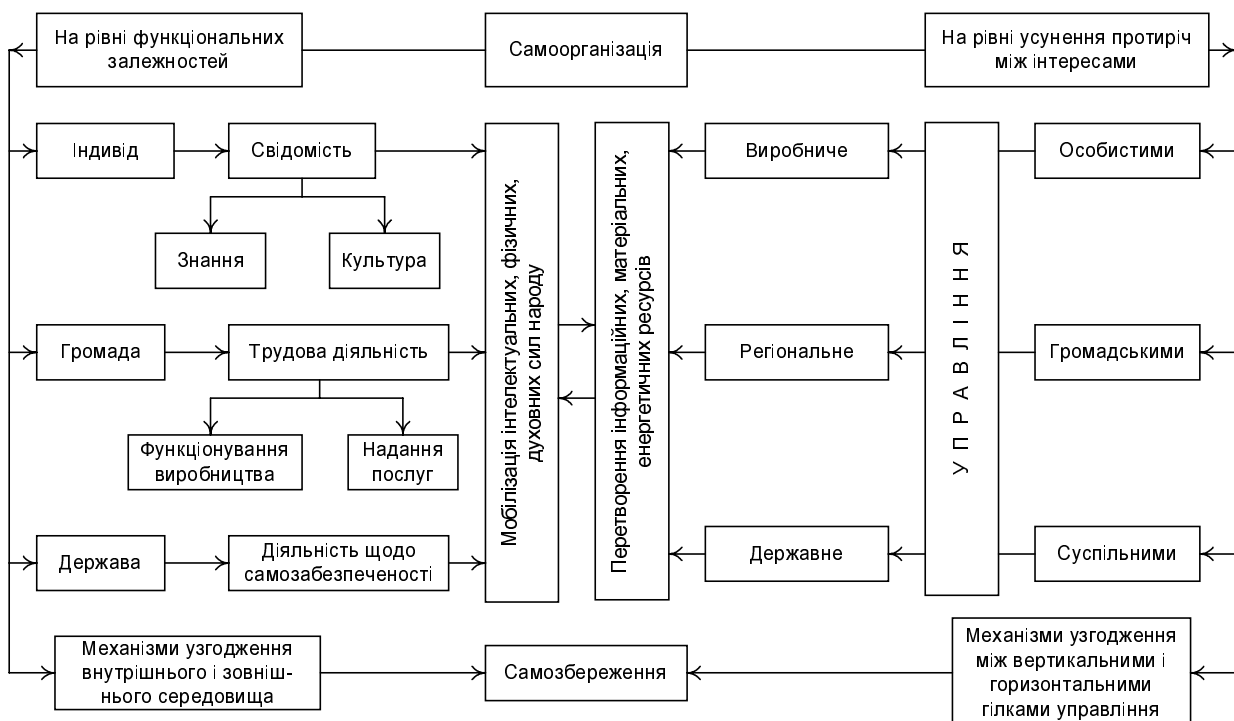 На рівні функціональних
залежностей
Самоорганізація
На рівні усунення протиріч
між інтересами
Індивід
Свідомість
Знання
Культура
Громада
Трудова діяльність
Функціонування
виробництва
Надання
послуг
Держава
Діяльність щодо
самозабезпеченості
Мобілізація інтелектуальних, фізичних,
духовних сил народу
Перетворення інформаційних, матеріальних,
енергетичних ресурсів
Виробниче
Регіональне
Державне
УПРАВЛІННЯ
Особистими
Громадськими
Суспільними
Механізми узгодження
внутрішнього і зовніш-
нього середовища
Самозбереження
Механізми узгодження
між вертикальними і
горизонтальними
гілками управління